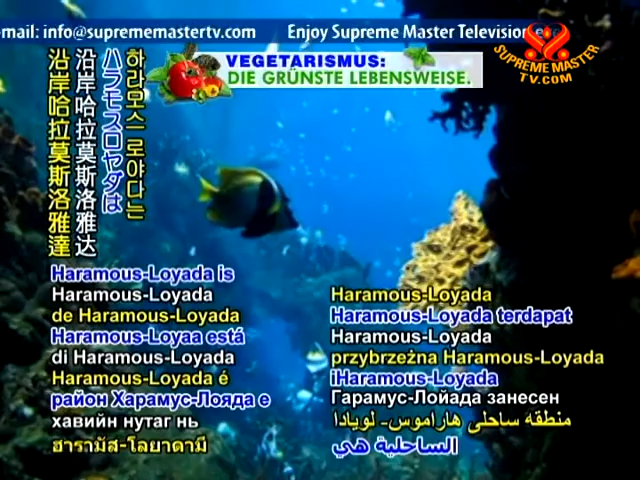 -mail: info@suprememastertv.com Enjoy Supreme Master Television
SUPREME MASTER
TV.COM
VEGETARISMUS:
DIE GRÜNSTE LEBENSWEISE.
하라모스 로야다는
ハラモスロヤダは
沿岸哈拉莫斯洛雅达
沿岸哈拉莫斯洛雅達
Haramous-Loyada is
Haramous-Loyada
de Haramous-Loyada
Haramous-Loyaa está
di Haramous-Loyada
Haramous-Loyada é
район Харамус-Лояда е
хавийн нутаг нь
ฮารามัส-โลยาดามี
Haramous-Loyada
Haramous-Loyada terdapat
Haramous-Loyada
przybrzeżna Haramous-Loyada
iHaramous-Loyada
Гарамус-Лойада занесен
منطقه ساحلی هاراموس- لویادا
الساحلية هي